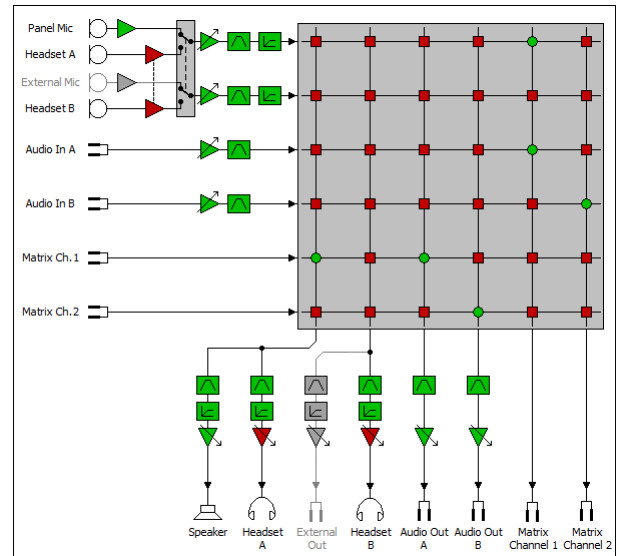 Panel Mic
Headset A
External Mic
Headset B
Audio In A
Audio In B
Matrix Ch.1
Matrix Ch.2
Speaker Headset External Headset Audio Out Audio Out Matrix Matrix
A Out B A B Channel 1 Channel 2